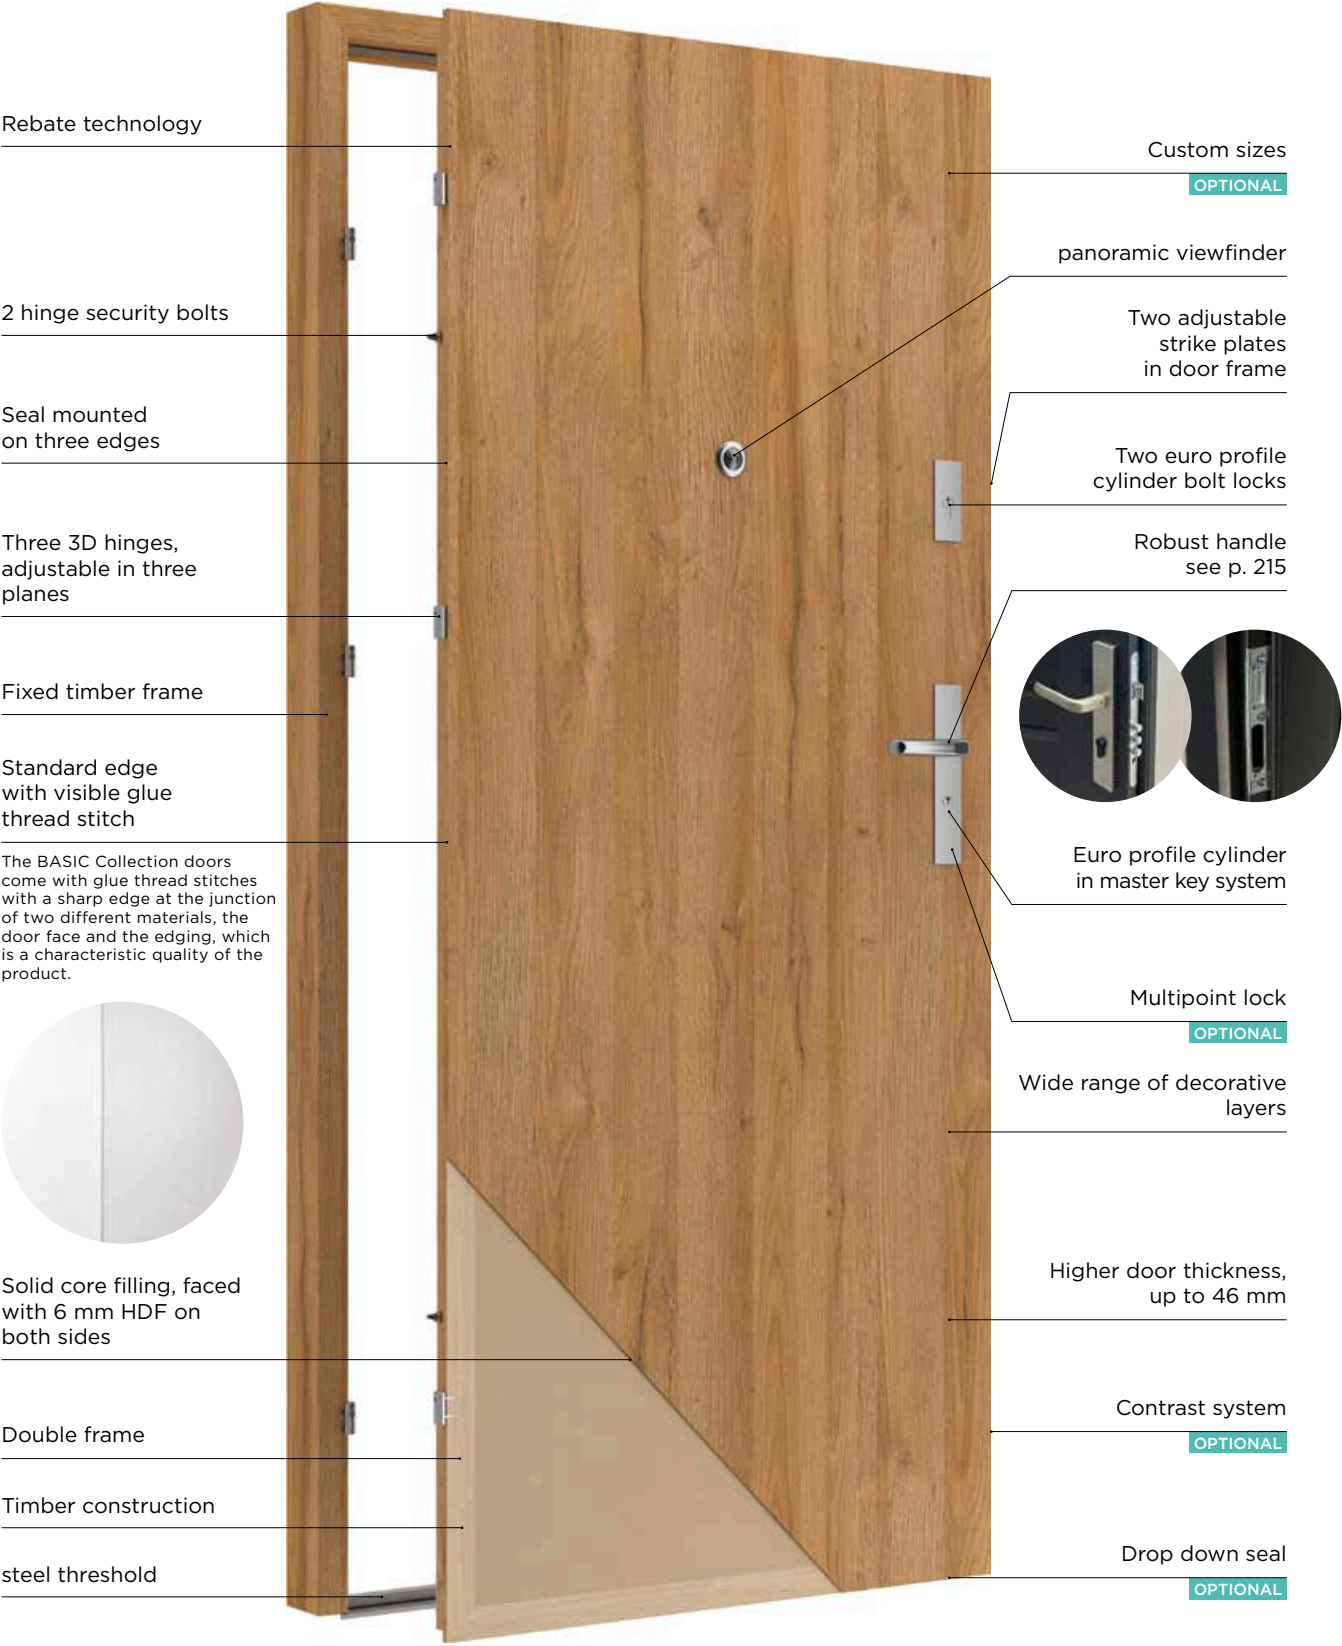 Rebate technology
2 hinge security bolts
Seal mounted
on three edges
Three 3D hinges,
adjustable in three
planes
Fixed timber frame
Standard edge
with visible glue
thread stitch
The BASIC Collection doors
come with glue thread stitches
with a sharp edge at the junction
of two different materials, the
door face and the edging, which
is a characteristic quality of the
product.
Solid core filling, faced
with 6 mm HDF on
both sides
Double frame
Timber construction
steel threshold
Custom sizes
OPTIONAL
panoramic viewfinder
Two adjustable
strike plates
in door frame
Two euro profile
cylinder bolt locks
Robust handle
see p. 215
Euro profile cylinder
in master key system
Multipoint lock
OPTIONAL
Wide range of decorative
layers
Higher door thickness,
up to 46 mm
Contrast system
OPTIONAL
Drop down seal
OPTIONAL